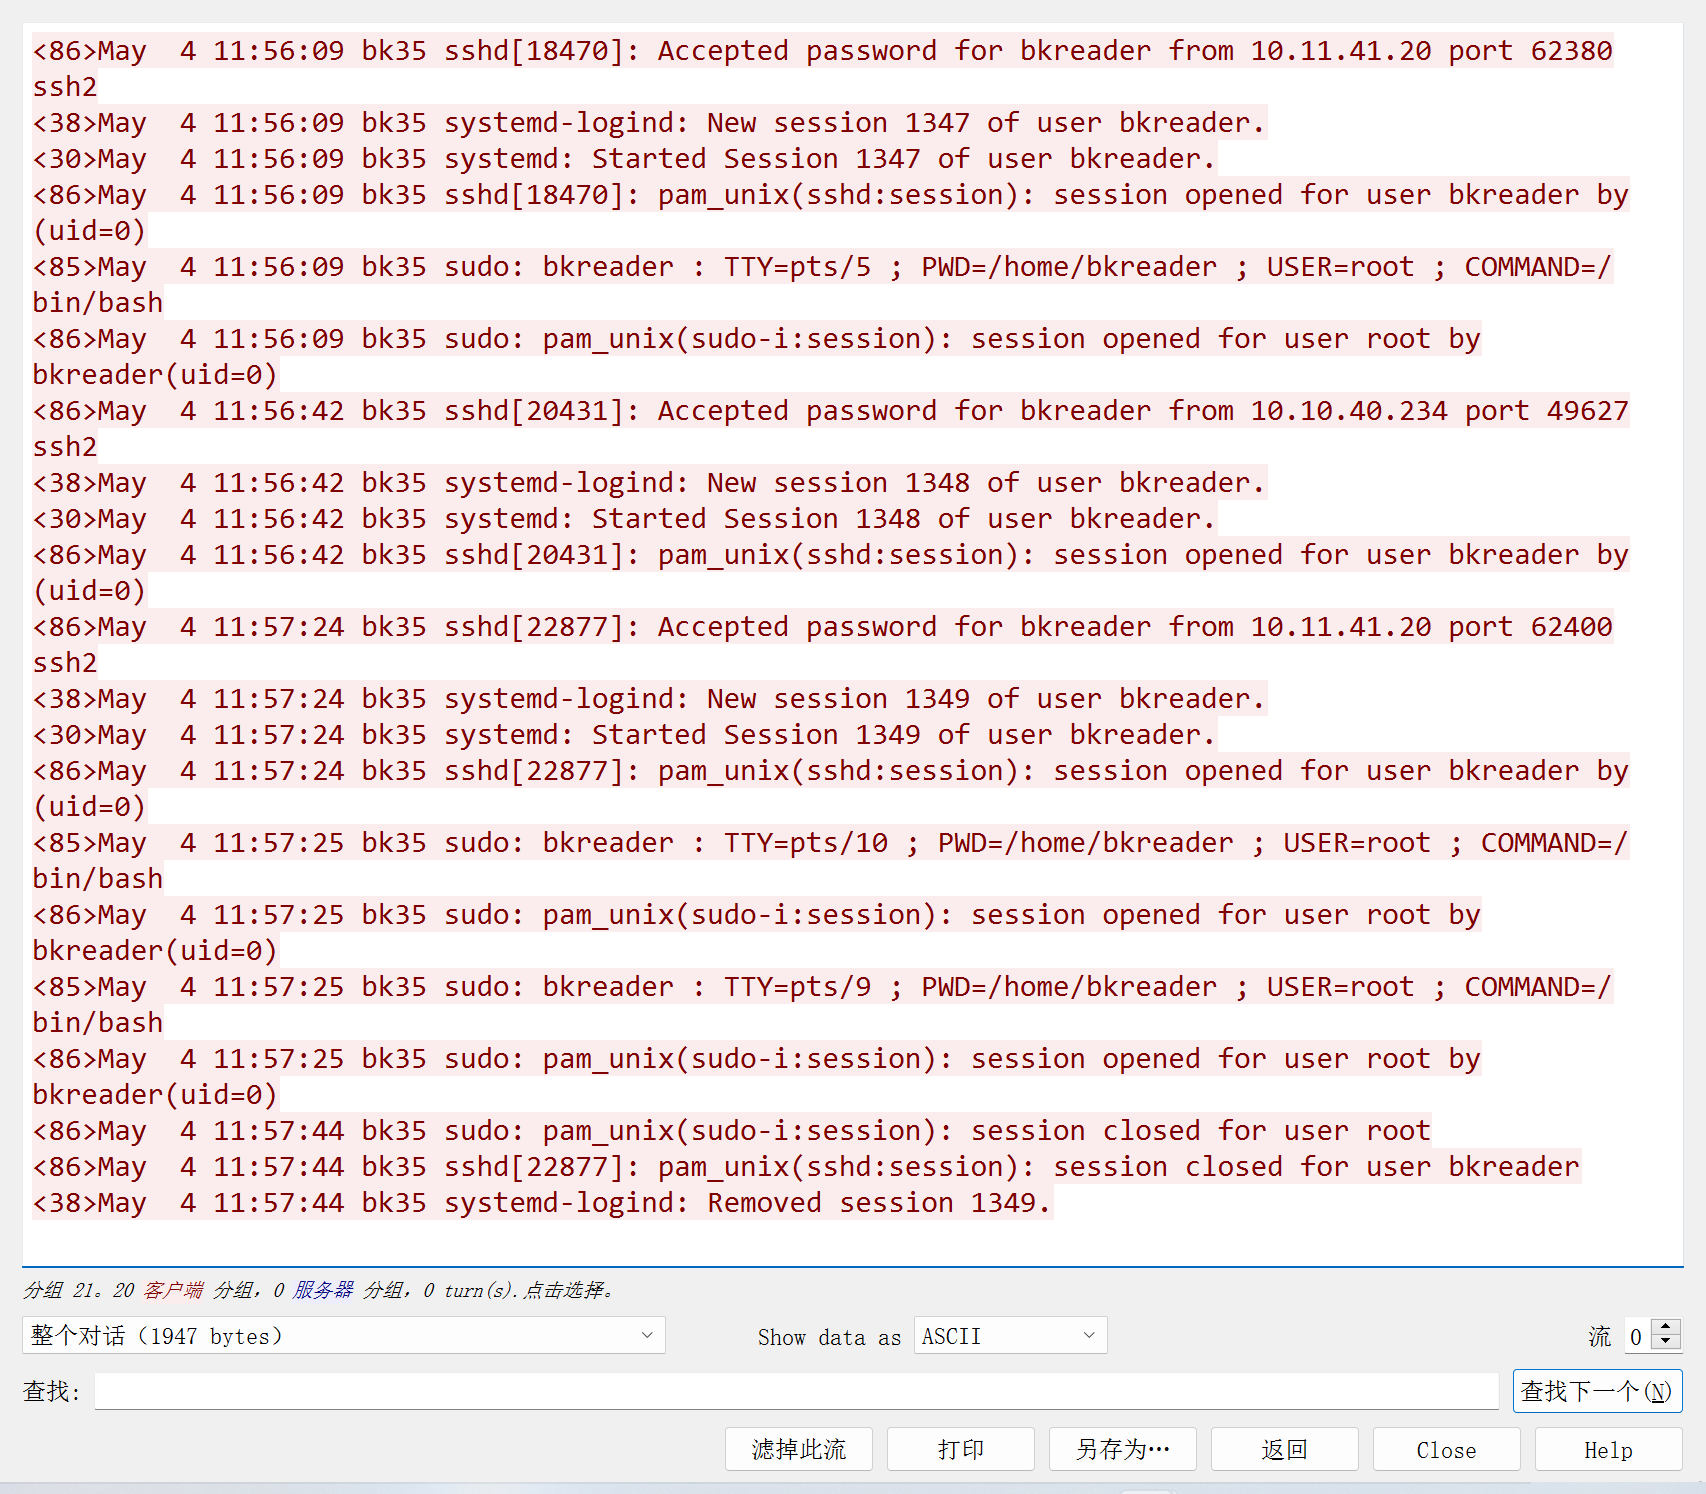 <86>May  4 11:56:09 bk35 sshd[18470]: Accepted password for bkreader from 10.11.41.20 port 62380
ssh2
<38>May  4 11:56:09 bk35 systemd-logind: New session 1347 of user bkreader.
<30>May  4 11:56:09 bk35 systemd: Started Session 1347 of user bkreader.
<86>May  4 11:56:09 bk35 sshd[18470]: pam_unix(sshd:session): session opened for user bkreader by
(uid=0)
<85>May  4 11:56:09 bk35 sudo: bkreader : TTY=pts/5 ; PWD=/home/bkreader ; USER=root ; COMMAND=/
bin/bash
<86>May  4 11:56:09 bk35 sudo: pam_unix(sudo-i:session): session opened for user root by
bkreader(uid=0)
<86>May  4 11:56:42 bk35 sshd[20431]: Accepted password for bkreader from 10.10.40.234 port 49627
ssh2
<38>May  4 11:56:42 bk35 systemd-logind: New session 1348 of user bkreader.
<30>May  4 11:56:42 bk35 systemd: Started Session 1348 of user bkreader.
<86>May  4 11:56:42 bk35 sshd[20431]: pam_unix(sshd:session): session opened for user bkreader by
(uid=0)
<86>May  4 11:57:24 bk35 sshd[22877]: Accepted password for bkreader from 10.11.41.20 port 62400
ssh2
<38>May  4 11:57:24 bk35 systemd-logind: New session 1349 of user bkreader.
<30>May  4 11:57:24 bk35 systemd: Started Session 1349 of user bkreader.
<86>May  4 11:57:24 bk35 sshd[22877]: pam_unix(sshd:session): session opened for user bkreader by
(uid=0)
<85>May  4 11:57:25 bk35 sudo: bkreader : TTY=pts/10 ; PWD=/home/bkreader ; USER=root ; COMMAND=/
bin/bash
<86>May  4 11:57:25 bk35 sudo: pam_unix(sudo-i:session): session opened for user root by
bkreader(uid=0)
<85>May  4 11:57:25 bk35 sudo: bkreader : TTY=pts/9 ; PWD=/home/bkreader ; USER=root ; COMMAND=/
bin/bash
<86>May  4 11:57:25 bk35 sudo: pam_unix(sudo-i:session): session opened for user root by
bkreader(uid=0)
<86>May  4 11:57:44 bk35 sudo: pam_unix(sudo-i:session): session closed for user root
<86>May  4 11:57:44 bk35 sshd[22877]: pam_unix(sshd:session): session closed for user bkreader
<38>May  4 11:57:44 bk35 systemd-logind: Removed session 1349.
分组 21。20 客户端 分组，0 服务器 分组，0 turn(s).点击选择。
整个对话（1947 bytes） Show data as ASCII 流 0
查找: 查找下一个(N)
滤掉此流 打印 另存为… 返回 Close Help